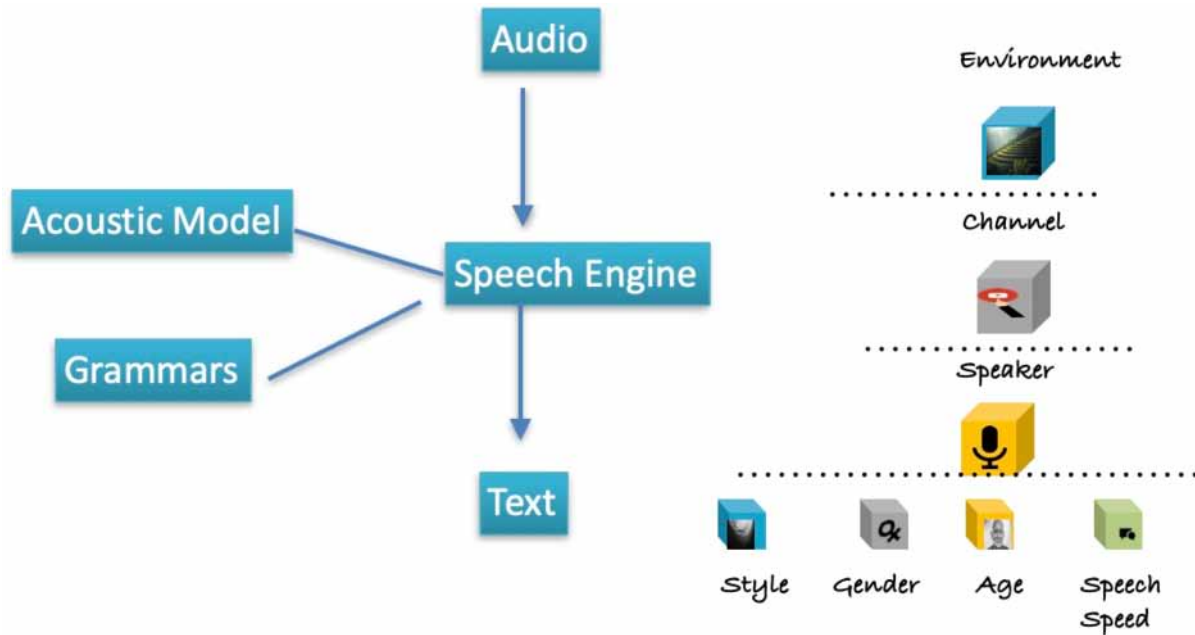 Audio
Acoustic Model
Speech Engine
Grammars
Text
Environment
Channel
Speaker
Style
Gender
Age
Speech
Speed